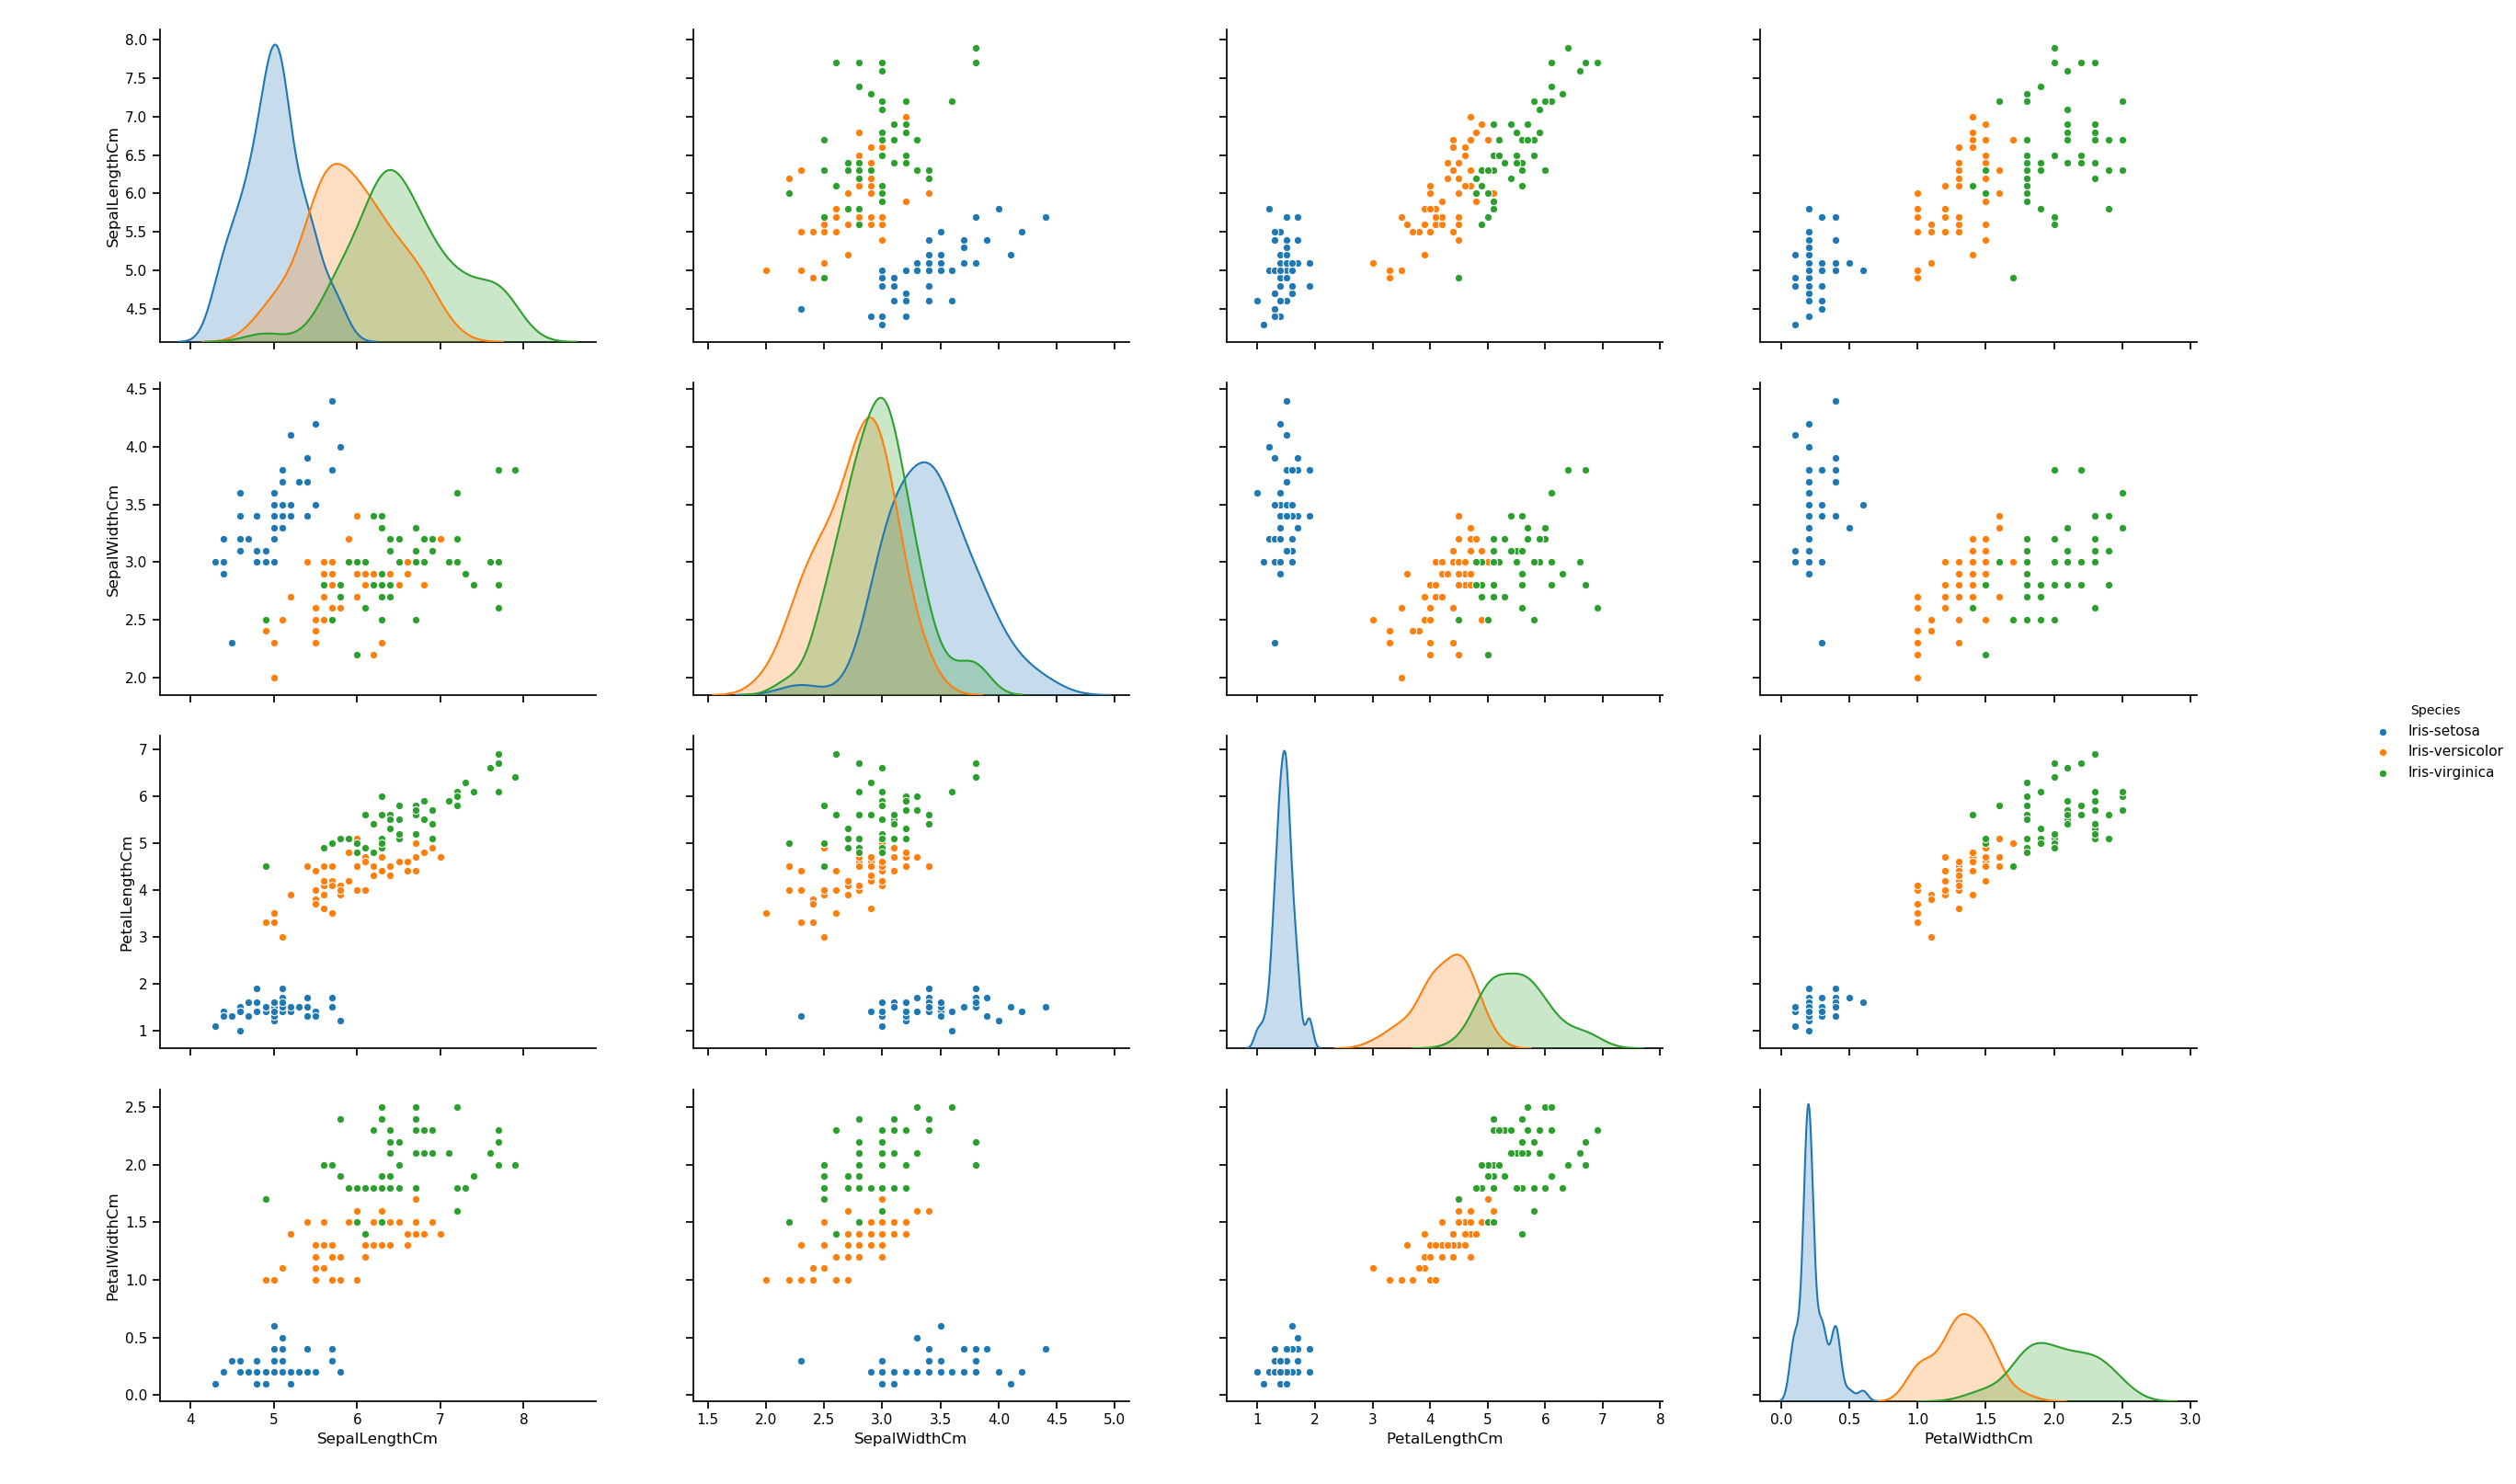 8.0
7.5
7.0
6.5
6.0
5.5
5.0
4.5
SepalLengthCm
4.5
4.0
3.5
3.0
2.5
2.0
SepalWidthCm
7
6
5
4
3
2
1
PetalLengthCm
Species
Iris-setosa
Iris-versicolor
Iris-virginica
2.5
2.0
1.5
1.0
0.5
0.0
PetalWidthCm
4 5 6 7 8
SepalLengthCm
1.5 2.0 2.5 3.0 3.5 4.0 4.5 5.0
SepalWidthCm
1 2 3 4 5 6 7 8
PetalLengthCm
0.0 0.5 1.0 1.5 2.0 2.5 3.0
PetalWidthCm